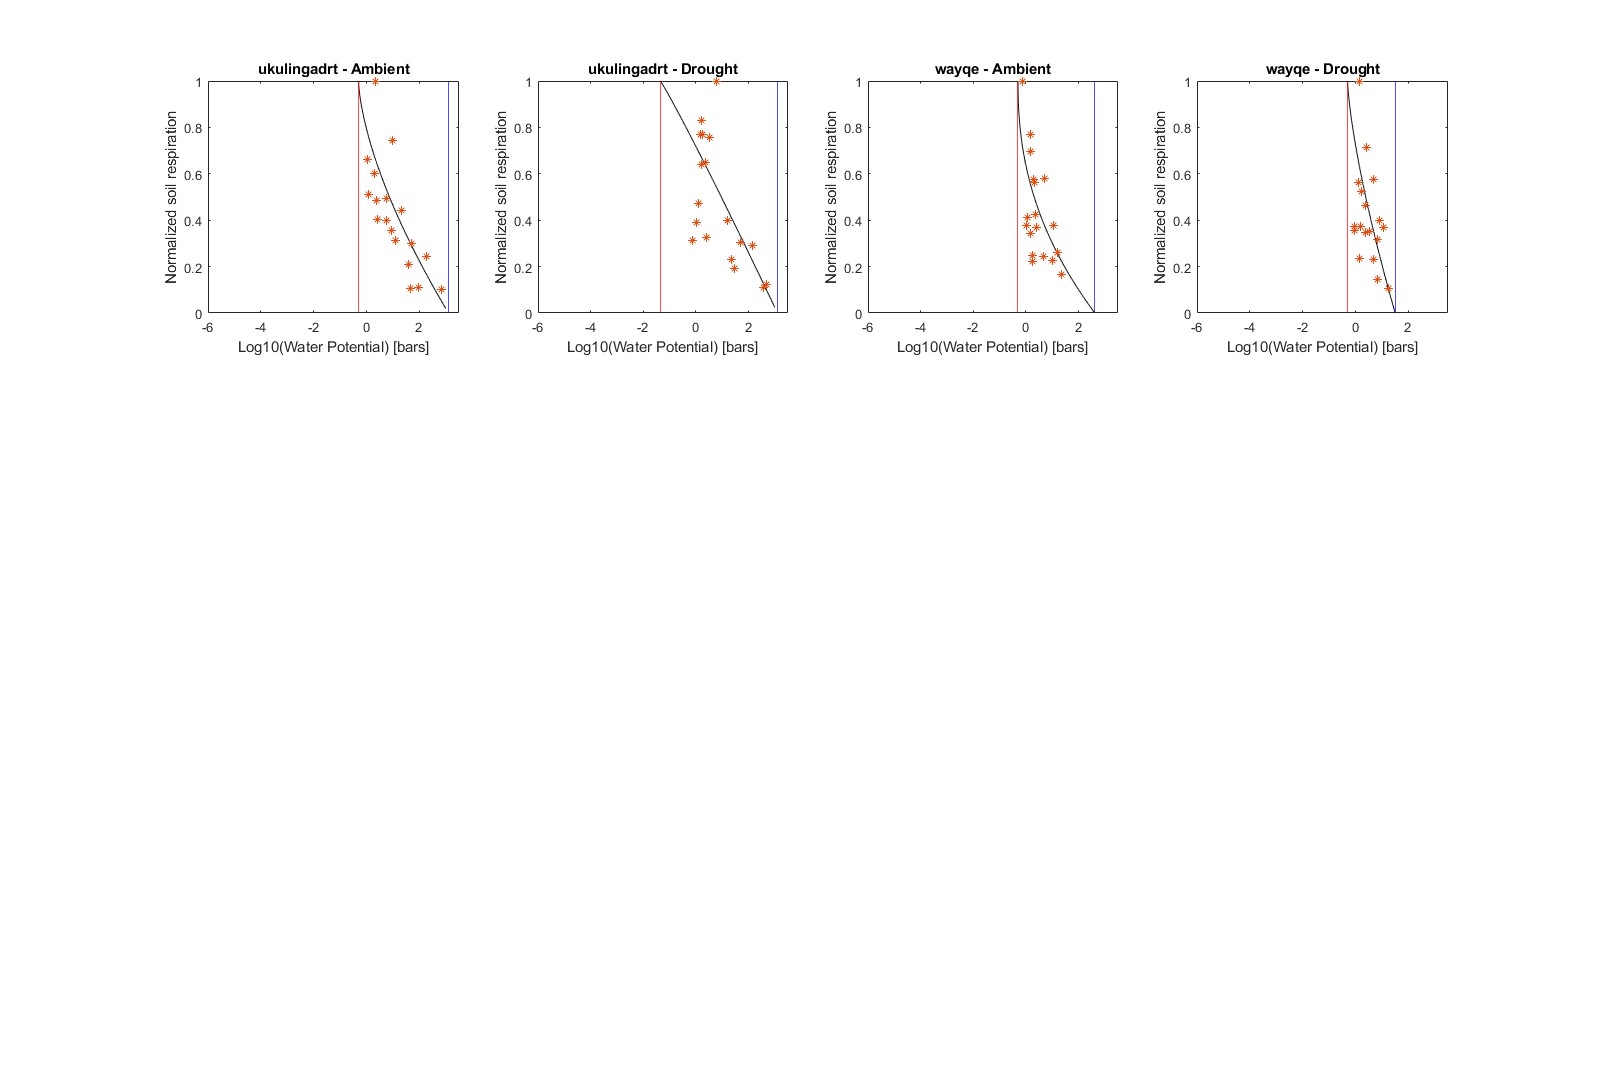 ukulingadrt - Ambient
1
0.8
0.6
0.4
0.2
0
Normalized soil respiration
-6 -4 -2 0 2
Log10(Water Potential) [bars]
ukulingadrt - Drought
1
0.8
0.6
0.4
0.2
0
Normalized soil respiration
-6 -4 -2 0 2
Log10(Water Potential) [bars]
wayqe - Ambient
1
0.8
0.6
0.4
0.2
0
Normalized soil respiration
-6 -4 -2 0 2
Log10(Water Potential) [bars]
wayqe - Drought
1
0.8
0.6
0.4
0.2
0
Normalized soil respiration
-6 -4 -2 0 2
Log10(Water Potential) [bars]